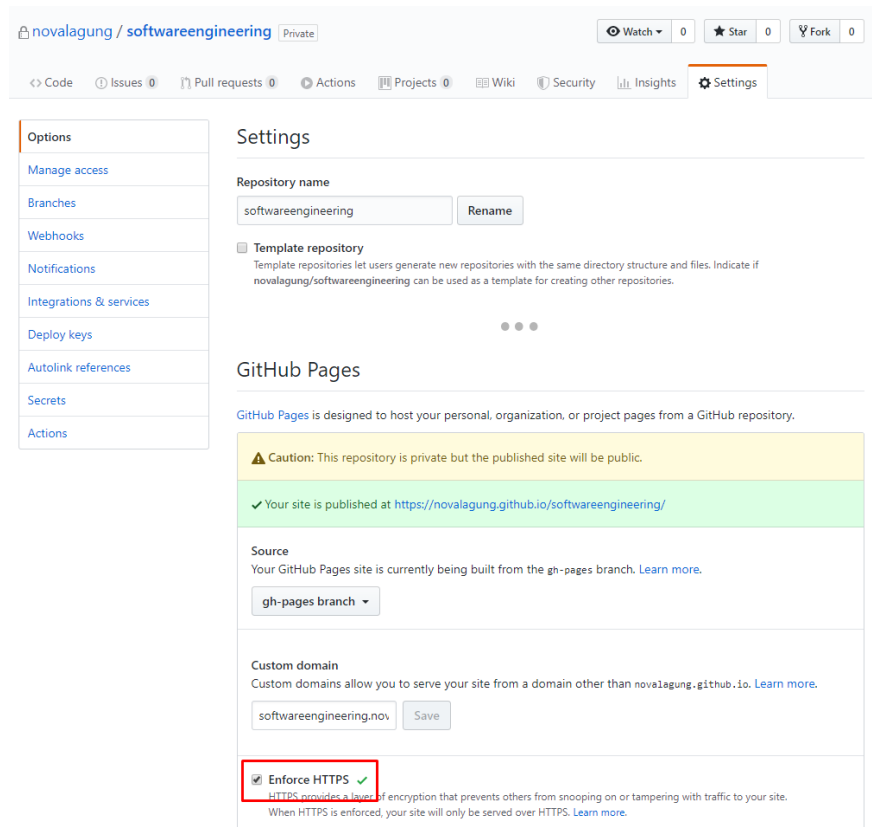 novalagung / softwareengineering Private
Watch 0 Star 0 Fork 0
Code Issues 0 Pull requests 0 Actions Projects 0 Wiki Security Insights Settings
Options
Manage access
Branches
Webhooks
Notifications
Integrations & services
Deploy keys
Autolink references
Secrets
Actions
Settings
Repository name
softwareengineering Rename
Template repository
Template repositories let users generate new repositories with the same directory structure and files. Indicate if
novalagung/softwareengineering can be used as a template for creating other repositories.
GitHub Pages
GitHub Pages is designed to host your personal, organization, or project pages from a GitHub repository.
Caution: This repository is private but the published site will be public.
Your site is published at https://novalagung.github.io/softwareengineering/
Source
Your GitHub Pages site is currently being built from the gh-pages branch. Learn more.
gh-pages branch
Custom domain
Custom domains allow you to serve your site from a domain other than novalagung.github.io. Learn more.
softwareengineering.nov Save
Enforce HTTPS
HTTPS provides a layer of encryption that prevents others from snooping on or tampering with traffic to your site.
When HTTPS is enforced, your site will only be served over HTTPS. Learn more.